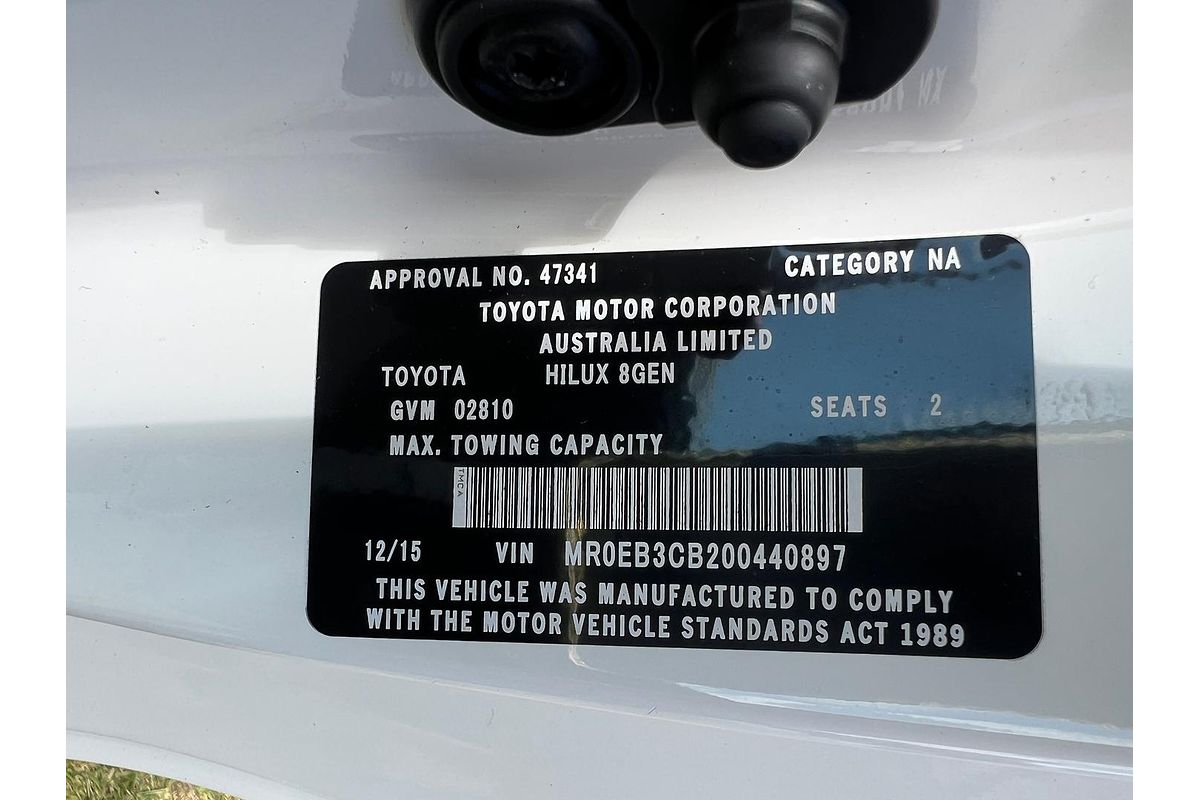 APPROVAL NO. 47341 CATEGORY NA
TOYOTA MOTOR CORPORATION
AUSTRALIA LIMITED
TOYOTA HILUX 8GEN
GVM 02810 SEATS 2
MAX. TOWING CAPACITY
TMCA
12/15 VIN MR0EB3CB200440897
THIS VEHICLE WAS MANUFACTURED TO COMPLY
WITH THE MOTOR VEHICLE STANDARDS ACT 1989